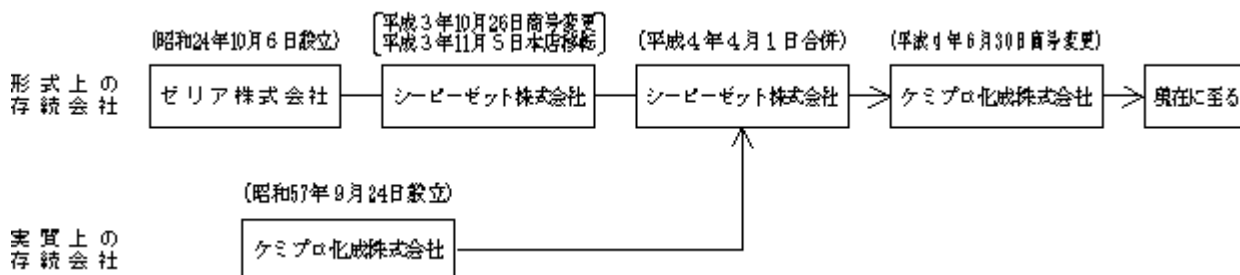 (昭和24年10月6日設立)
平成3年10月26日商号変更
平成3年11月5日本店移転
(平成4年4月1日合併)
(平成4年6月30日商号変更)
形式上の
存続会社
ゼリア株式会社
シーピーゼット株式会社
シーピーゼット株式会社
ケミプロ化成株式会社
現在に至る
(昭和57年9月24日設立)
実質上の
存続会社
ケミプロ化成株式会社